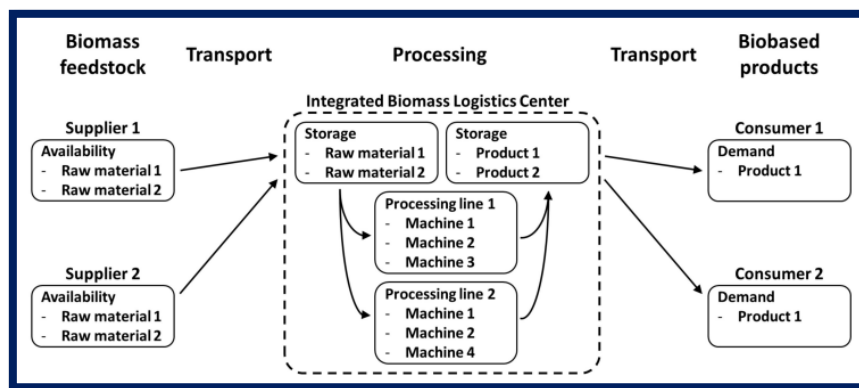 Biomass feedstock
Transport
Processing
Transport
Biobased products
Integrated Biomass Logistics Center
Supplier 1
Availability
- Raw material 1
- Raw material 2
Supplier 2
Availability
- Raw material 1
- Raw material 2
Storage
- Raw material 1
- Raw material 2
Storage
- Product 1
- Product 2
Processing line 1
- Machine 1
- Machine 2
- Machine 3
Processing line 2
- Machine 1
- Machine 2
- Machine 4
Consumer 1
Demand
- Product 1
Consumer 2
Demand
- Product 1